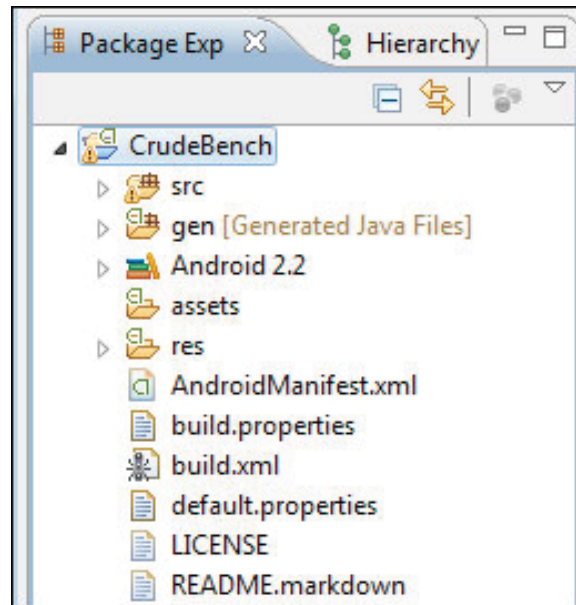 Package Exp Hierarchy
CrudeBench
src
gen [Generated Java Files]
Android 2.2
assets
res
AndroidManifest.xml
build.properties
build.xml
default.properties
LICENSE
README.markdown